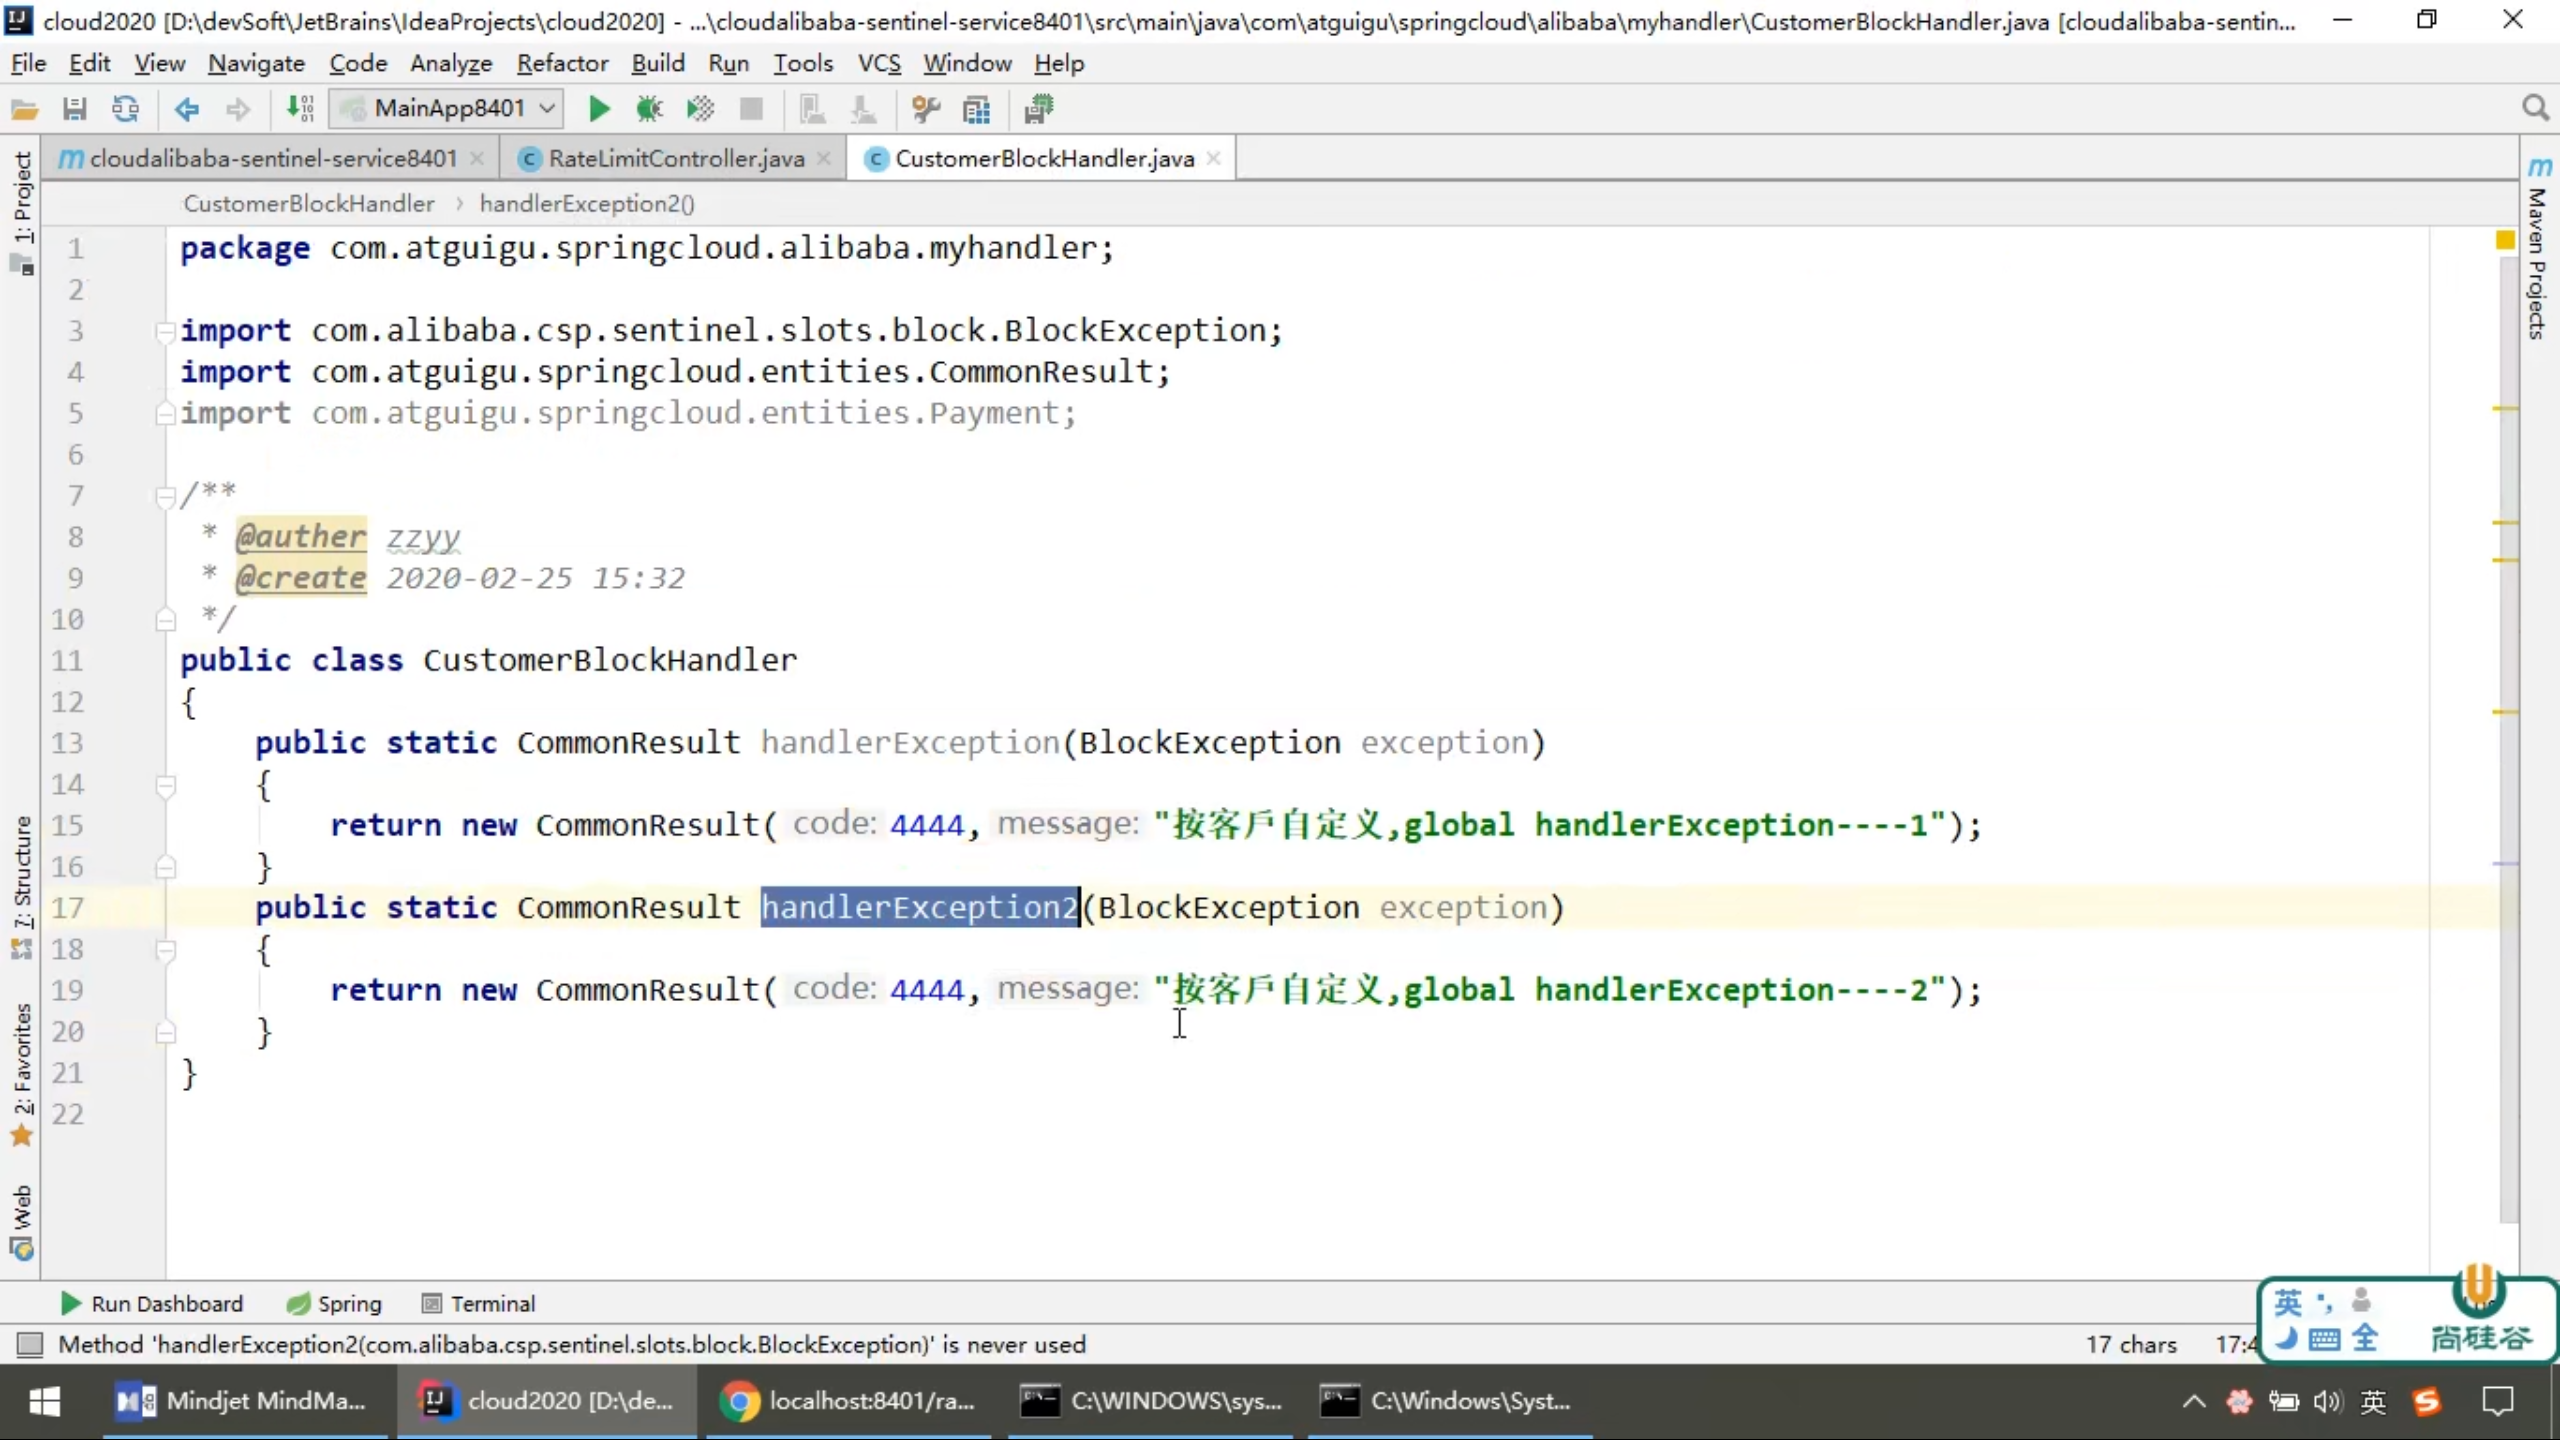 cloud2020 [D:\devSoft\JetBrains\IdeaProjects\cloud2020] - ...\cloudalibaba-sentinel-service8401\src\main\java\com\atguigu\springcloud\alibaba\myhandler\CustomerBlockHandler.java [cloudalibaba-sentin...
File Edit View Navigate Code Analyze Refactor Build Run Tools VCS Window Help
MainApp8401
cloudalibaba-sentinel-service8401 RateLimitController.java CustomerBlockHandler.java
CustomerBlockHandler › handlerException2()
1: Project
7: Structure
2: Favorites
Web
Maven Projects
1 package com.atguigu.springcloud.alibaba.myhandler;
2
3 import com.alibaba.csp.sentinel.slots.block.BlockException;
4 import com.atguigu.springcloud.entities.CommonResult;
5 import com.atguigu.springcloud.entities.Payment;
6
7 /**
8 * @auther zzyy
9 * @create 2020-02-25 15:32
10 */
11 public class CustomerBlockHandler
12 {
13 public static CommonResult handlerException(BlockException exception)
14 {
15 return new CommonResult( code: 4444, message: "按客戶自定义,global handlerException----1");
16 }
17 public static CommonResult handlerException2(BlockException exception)
18 {
19 return new CommonResult( code: 4444, message: "按客戶自定义,global handlerException----2");
20 }
21 }
22
Run Dashboard Spring Terminal
英 全 尚硅谷
Method 'handlerException2(com.alibaba.csp.sentinel.slots.block.BlockException)' is never used 17 chars 17:4
Mindjet MindMa... cloud2020 [D:\de... localhost:8401/ra... C:\WINDOWS\sys... C:\Windows\Syst... 英